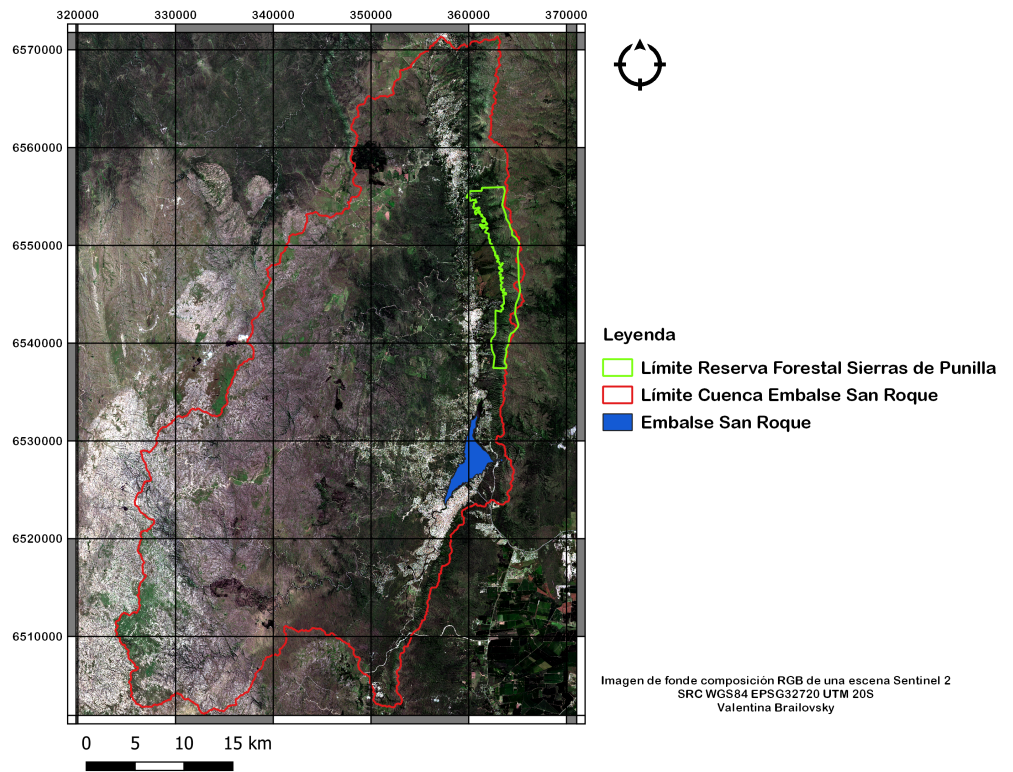 320000 330000 340000 350000 360000 370000
6570000
6560000
6550000
6540000
6530000
6520000
6510000
Leyenda
Límite Reserva Forestal Sierras de Punilla
Límite Cuenca Embalse San Roque
Embalse San Roque
Imagen de fonde composición RGB de una escena Sentinel 2
SRC WGS84 EPSG32720 UTM 20S
Valentina Brailovsky
0 5 10 15 km